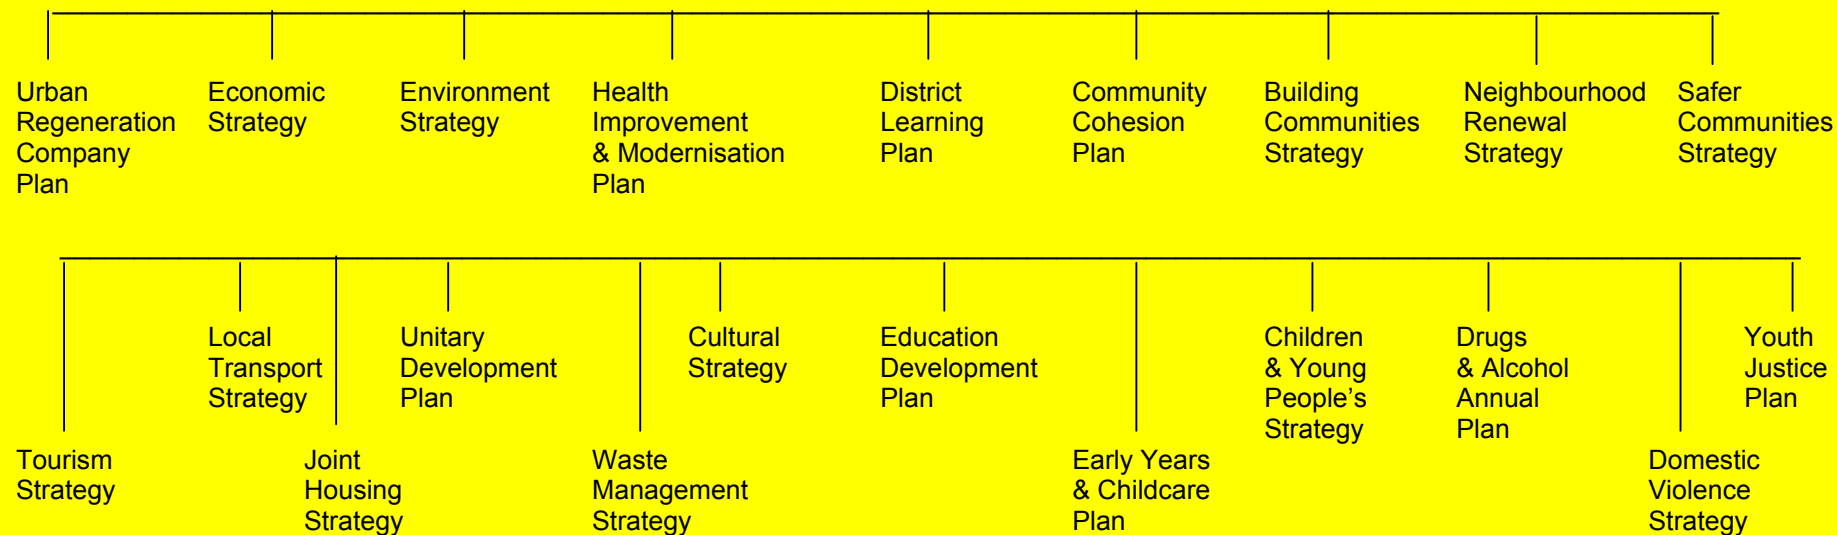 Urban
Regeneration
Company
Plan
Economic
Strategy
Environment
Strategy
Health
Improvement
& Modernisation
Plan
District
Learning
Plan
Community
Cohesion
Plan
Building
Communities
Strategy
Neighbourhood
Renewal
Strategy
Safer
Communities
Strategy
Local
Transport
Strategy
Unitary
Development
Plan
Cultural
Strategy
Education
Development
Plan
Children
& Young
People's
Strategy
Drugs
& Alcohol
Annual
Plan
Youth
Justice
Plan
Tourism
Strategy
Joint
Housing
Strategy
Waste
Management
Strategy
Early Years
& Childcare
Plan
Domestic
Violence
Strategy